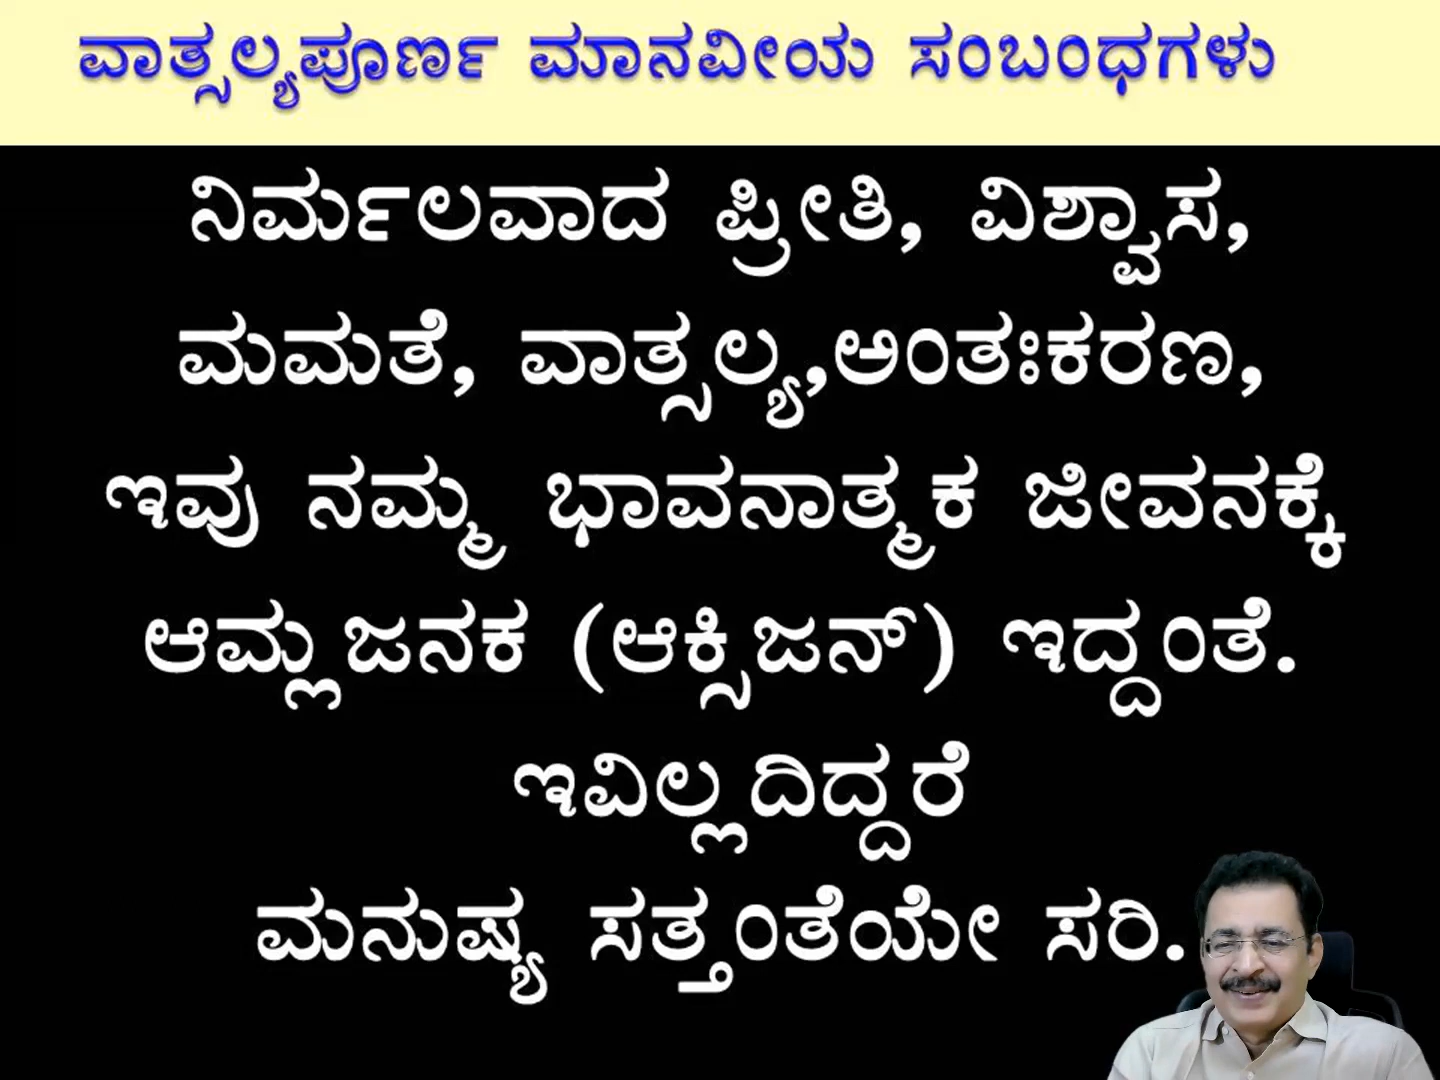 ವಾತ್ಸಲ್ಯಪೂರ್ಣ ಮಾನವೀಯ ಸಂಬಂಧಗಳು
ನಿರ್ಮಲವಾದ ಪ್ರೀತಿ, ವಿಶ್ವಾಸ,
ಮಮತೆ, ವಾತ್ಸಲ್ಯ,ಅಂತಃಕರಣ,
ಇವು ನಮ್ಮ ಭಾವನಾತ್ಮಕ ಜೀವನಕ್ಕೆ
ಆಮ್ಲಜನಕ (ಆಕ್ಸಿಜನ್) ಇದ್ದಂತೆ.
ಇವಿಲ್ಲದಿದ್ದರೆ
ಮನುಷ್ಯ ಸತ್ತಂತೆಯೇ ಸರಿ.